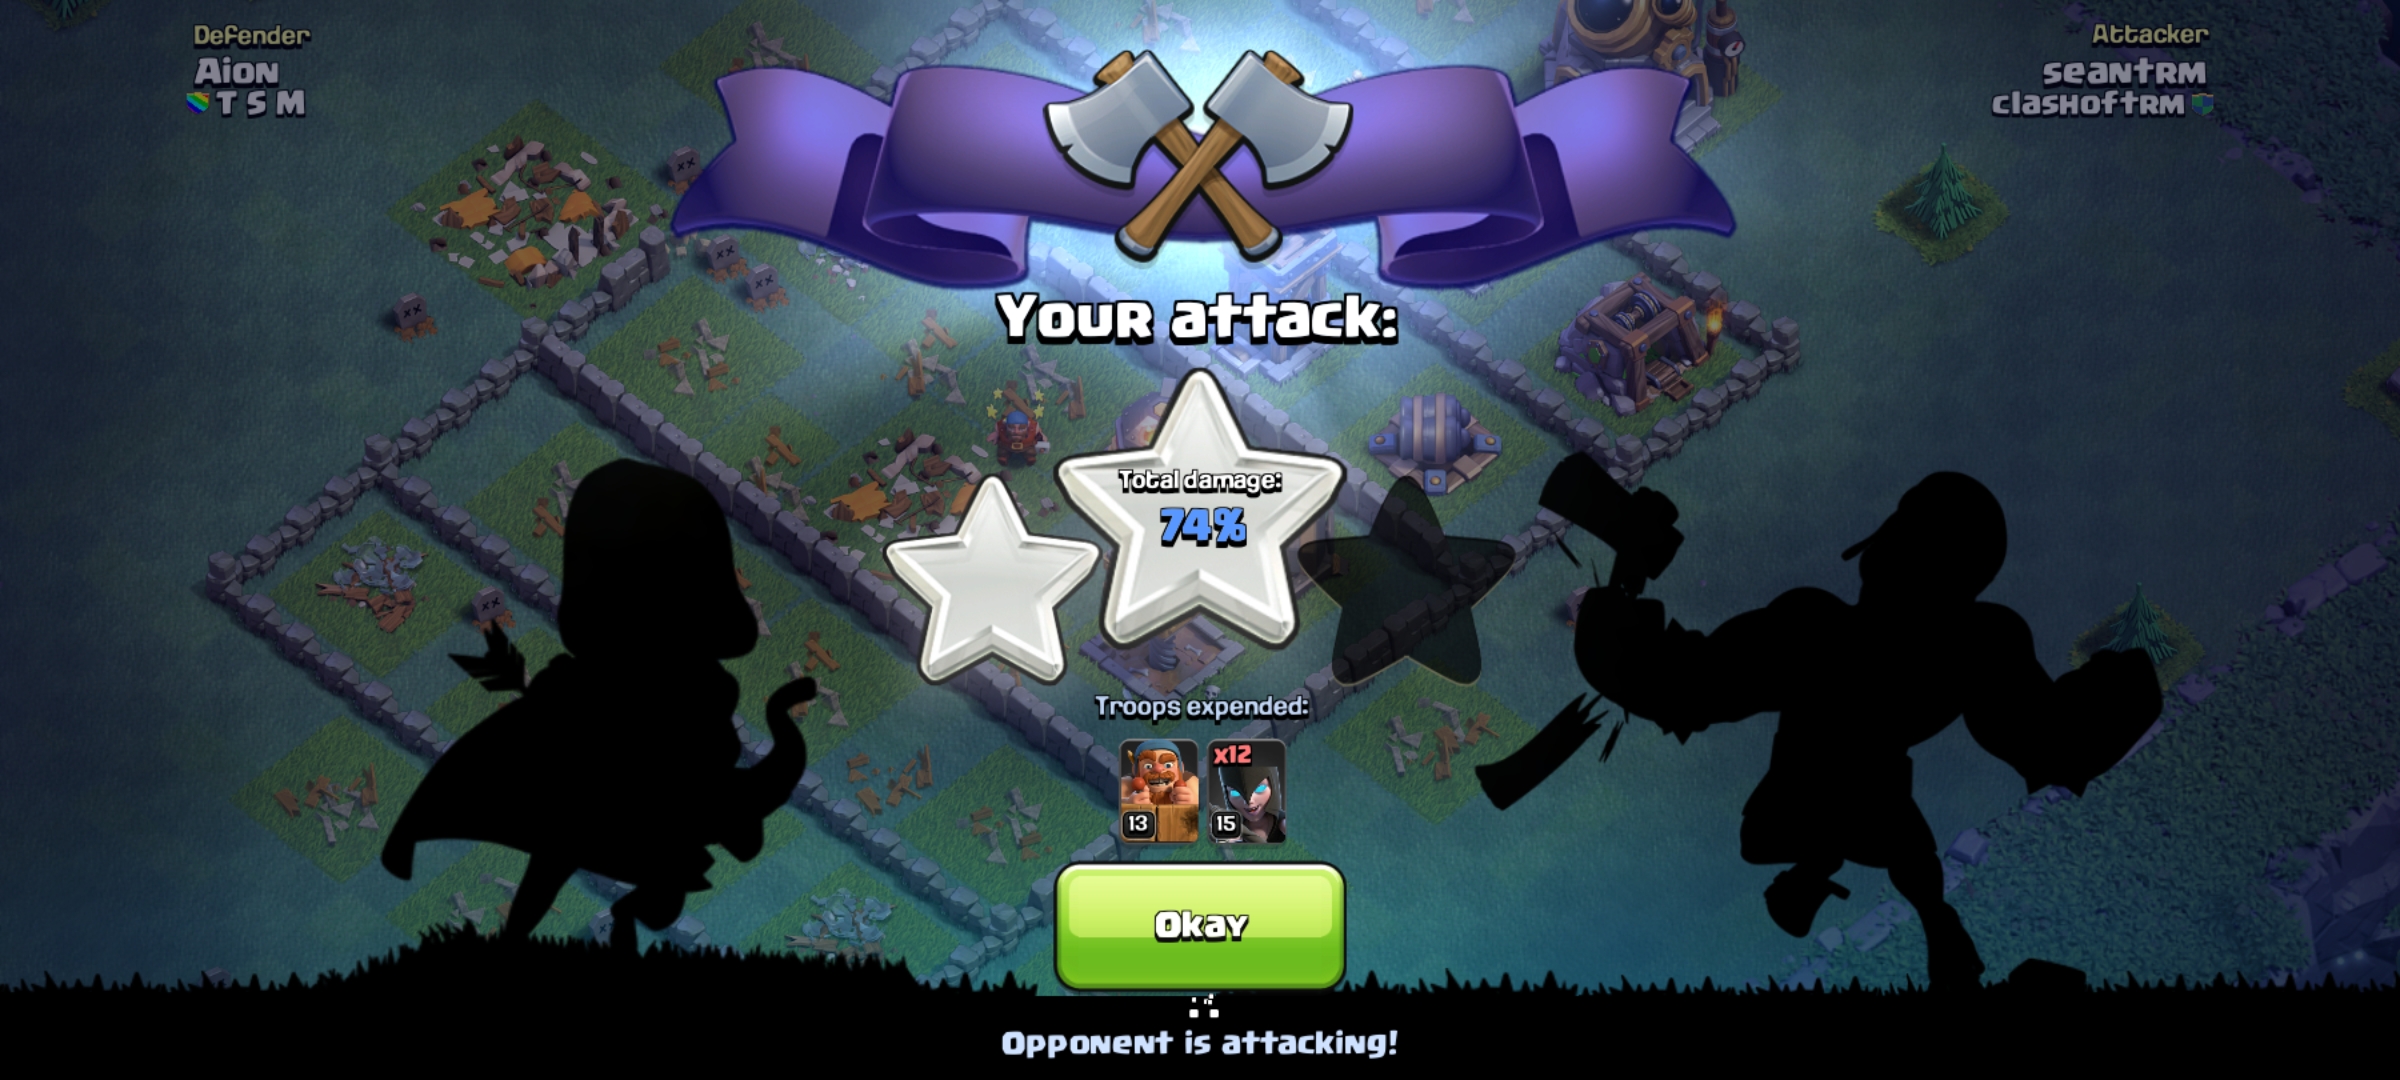 Defender
Aion
T S M
Attacker
seantrm
clashoftrm
Your attack:
Total damage:
74%
Troops expended:
x12
13
15
Okay
Opponent is attacking!